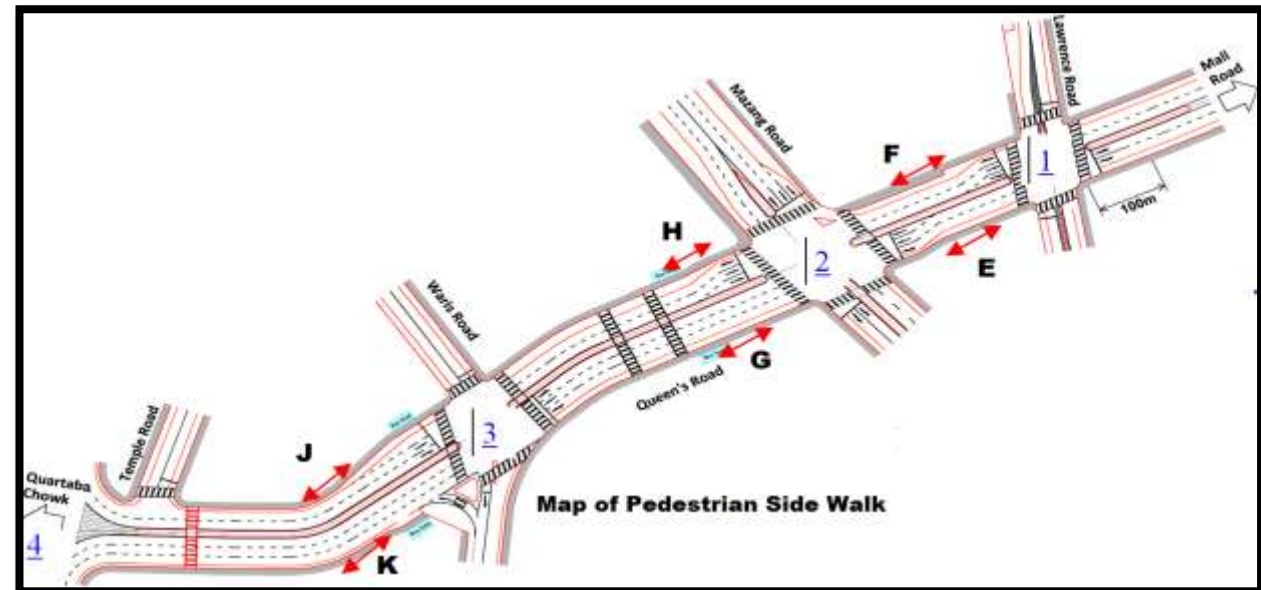 Lawrence Road
Mall
Road
Mazang Road
F
1
100m
H
2
E
Waris Road
G
Queen's Road
3
Temple Road
J
Quartaba
Chowk
Map of Pedestrian Side Walk
4
K